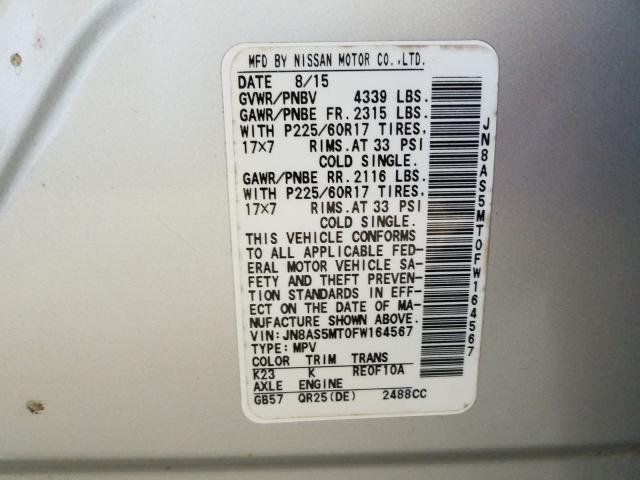 MFD BY NISSAN MOTOR CO.,LTD.
DATE 8/15
GVWR/PNBV 4339 LBS.
GAWR/PNBE FR. 2315 LBS.
WITH P225/60R17 TIRES,
17×7 RIMS.AT 33 PSI
COLD SINGLE.
GAWR/PNBE RR. 2116 LBS.
WITH P225/60R17 TIRES,
17×7 RIMS.AT 33 PSI
COLD SINGLE.
THIS VEHICLE CONFORMS
TO ALL APPLICABLE FED-
ERAL MOTOR VEHICLE SA-
FETY AND THEFT PREVEN-
TION STANDARDS IN EFF-
ECT ON THE DATE OF MA-
NUFACTURE SHOWN ABOVE.
VIN:JN8AS5MT0FW164567
TYPE:MPV
COLOR TRIM TRANS
K23 K RE0F10A
AXLE ENGINE
GB57 QR25(DE) 2488CC
JN8AS5MT0FW164567